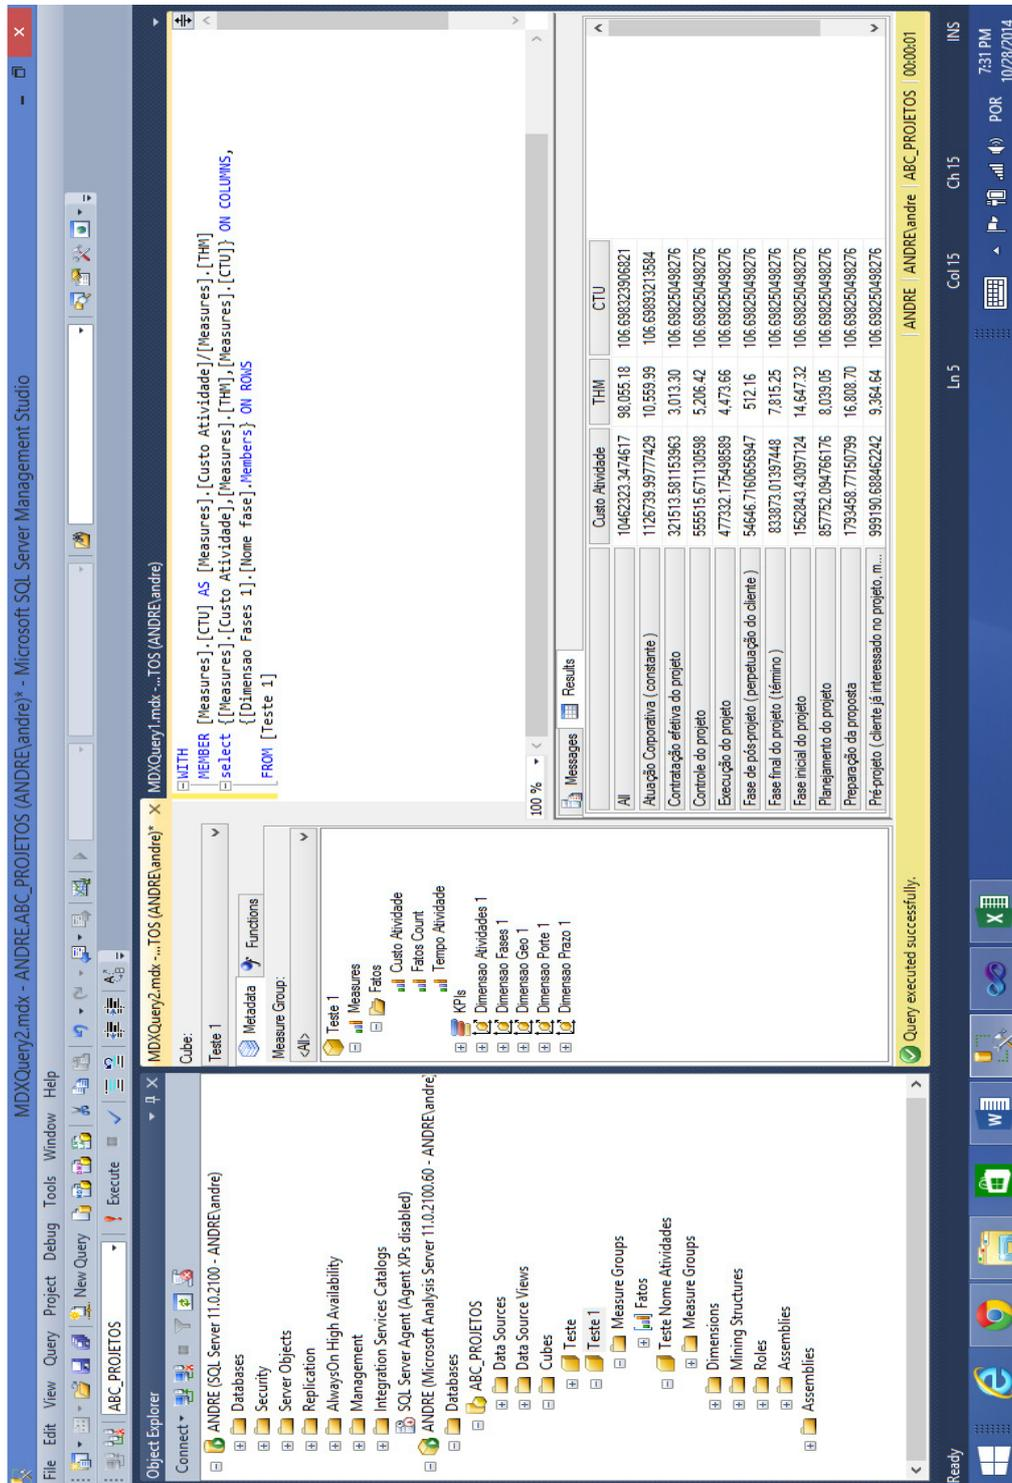 MDXQuery2.mdx - ANDRE.ABC_PROJETOS (ANDRE\andre)* - Microsoft SQL Server Management Studio
File Edit View Query Project Debug Tools Window Help
New Query
ABC_PROJETOS
Execute
Object Explorer
Connect
ANDRE (SQL Server 11.0.2100 - ANDRE\andre)
Databases
Security
Server Objects
Replication
AlwaysOn High Availability
Management
Integration Services Catalogs
SQL Server Agent (Agent XPs disabled)
ANDRE (Microsoft Analysis Server 11.0.2100.60 - ANDRE\andre)
Databases
ABC_PROJETOS
Data Sources
Data Source Views
Cubes
Teste
Teste 1
Measure Groups
Fatos
Teste Nome Atividades
Measure Groups
Dimensions
Mining Structures
Roles
Assemblies
Assemblies
MDXQuery2.mdx -...TOS (ANDRE\andre)* X MDXQuery1.mdx -...TOS (ANDRE\andre)
Cube:
Teste 1
Metadata Functions
Measure Group:
<All>
Teste 1
Measures
Fatos
Custo Atividade
Fatos Count
Tempo Atividade
KPIs
Dimensao Atividades 1
Dimensao Fases 1
Dimensao Geo 1
Dimensao Porte 1
Dimensao Prazo 1
WITH
MEMBER [Measures].[CTU] AS [Measures].[Custo Atividade]/[Measures].[THM]
select {[Measures].[Custo Atividade],[Measures].[THM],[Measures].[CTU]} ON COLUMNS,
{[Dimensao Fases 1].[Nome fase].Members} ON ROWS
FROM [Teste 1]
100 %
Messages Results
Custo Atividade THM CTU
All 10462323.3474617 98,055.18 106.698323906821
Atuação Corporativa ( constante ) 1126739.99777429 10,559.99 106.69893213584
Contratação efetiva do projeto 321513.581153963 3,013.30 106.698250498276
Controle do projeto 555515.671130598 5,206.42 106.698250498276
Execução do projeto 477332.175498589 4,473.66 106.698250498276
Fase de pós-projeto ( perpetuação do cliente ) 54646.7160656947 512.16 106.698250498276
Fase final do projeto ( término ) 833873.01397448 7,815.25 106.698250498276
Fase inicial do projeto 1562843.43097124 14,647.32 106.698250498276
Planejamento do projeto 857752.094766176 8,039.05 106.698250498276
Preparação da proposta 1793458.77150799 16,808.70 106.698250498276
Pré-projeto ( cliente já interessado no projeto, m... 999190.688462242 9,364.64 106.698250498276
Query executed successfully. ANDRE ANDRE\andre ABC_PROJETOS 00:00:01
Ready Ln 5 Col 15 Ch 15 INS
POR 7:31 PM
10/28/2014